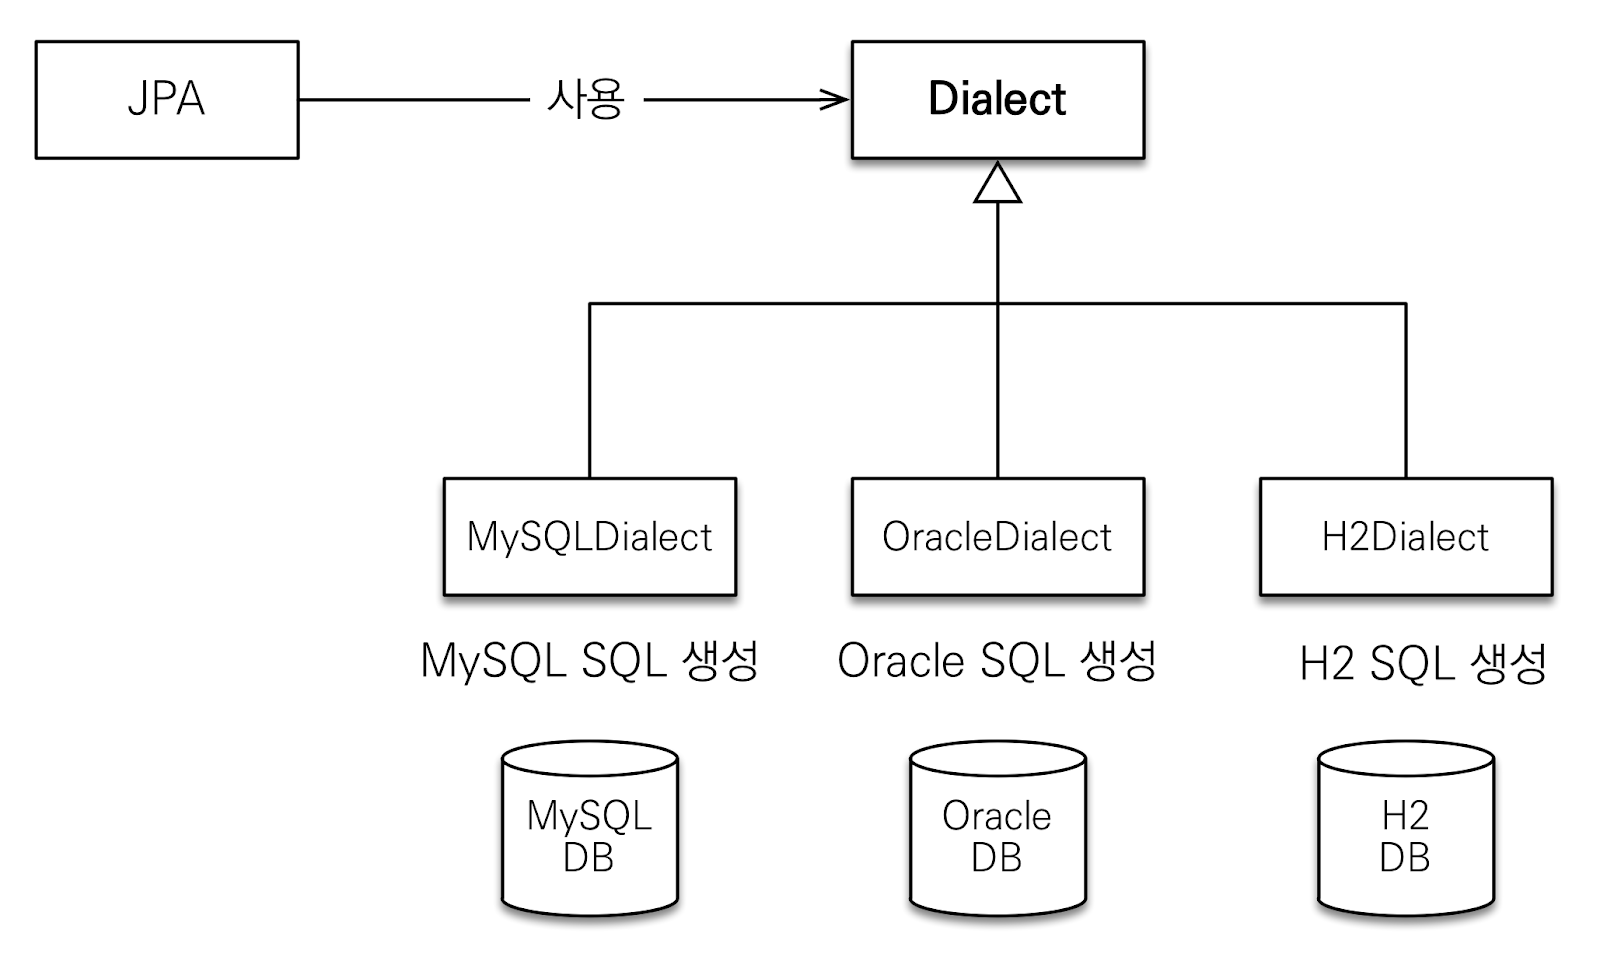 JPA
사용
Dialect
MySQLDialect
OracleDialect
H2Dialect
MySQL SQL 생성
Oracle SQL 생성
H2 SQL 생성
MySQL
DB
Oracle
DB
H2
DB